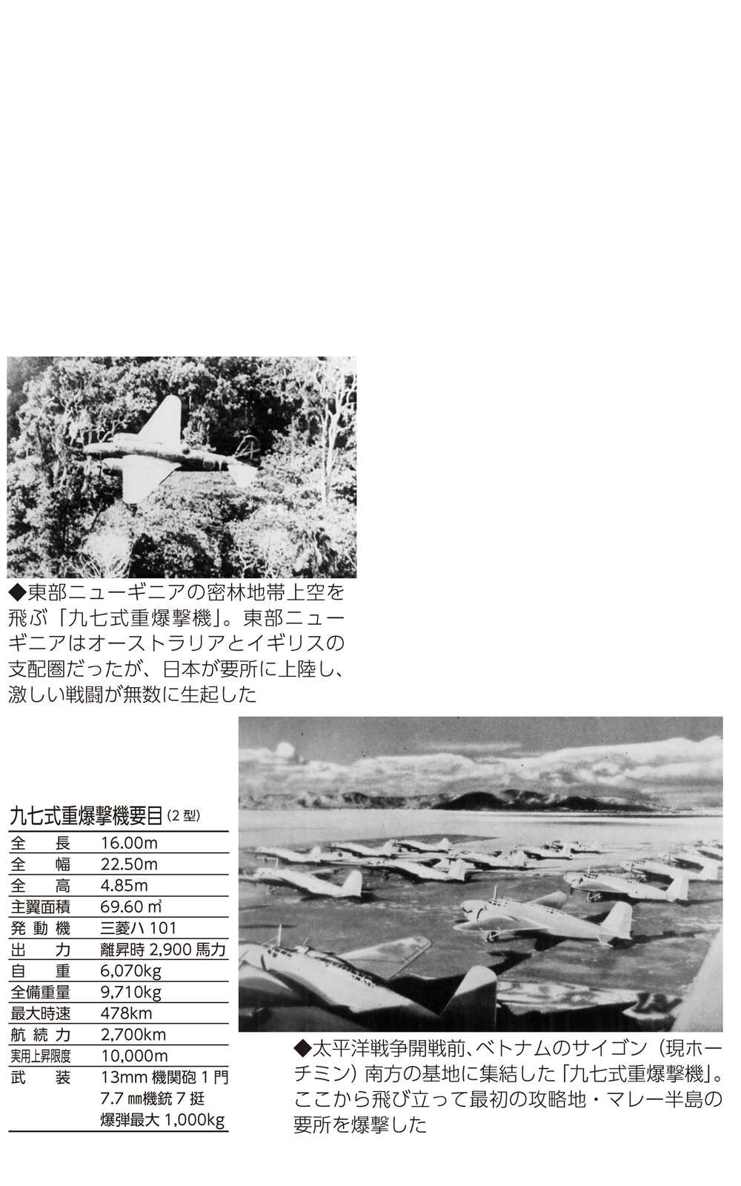 ◆東部ニューギニアの密林地帯上空を
飛ぶ「九七式重爆撃機」。東部ニュー
ギニアはオーストラリアとイギリスの
支配圏だったが、日本が要所に上陸し、
激しい戦闘が無数に生起した
九七式重爆撃機要目（2型）
全長 16.00m
全幅 22.50m
全高 4.85m
主翼面積 69.60㎡
発動機 三菱ハ101
出力 離昇時2,900馬力
自重 6,070kg
全備重量 9,710kg
最大時速 478km
航続力 2,700km
実用上昇限度 10,000m
武装 13mm機関砲1門
7.7㎜機銃7挺
爆弾最大1,000kg
◆太平洋戦争開戦前、ベトナムのサイゴン（現ホー
チミン）南方の基地に集結した「九七式重爆撃機」。
ここから飛び立って最初の攻略地・マレー半島の
要所を爆撃した